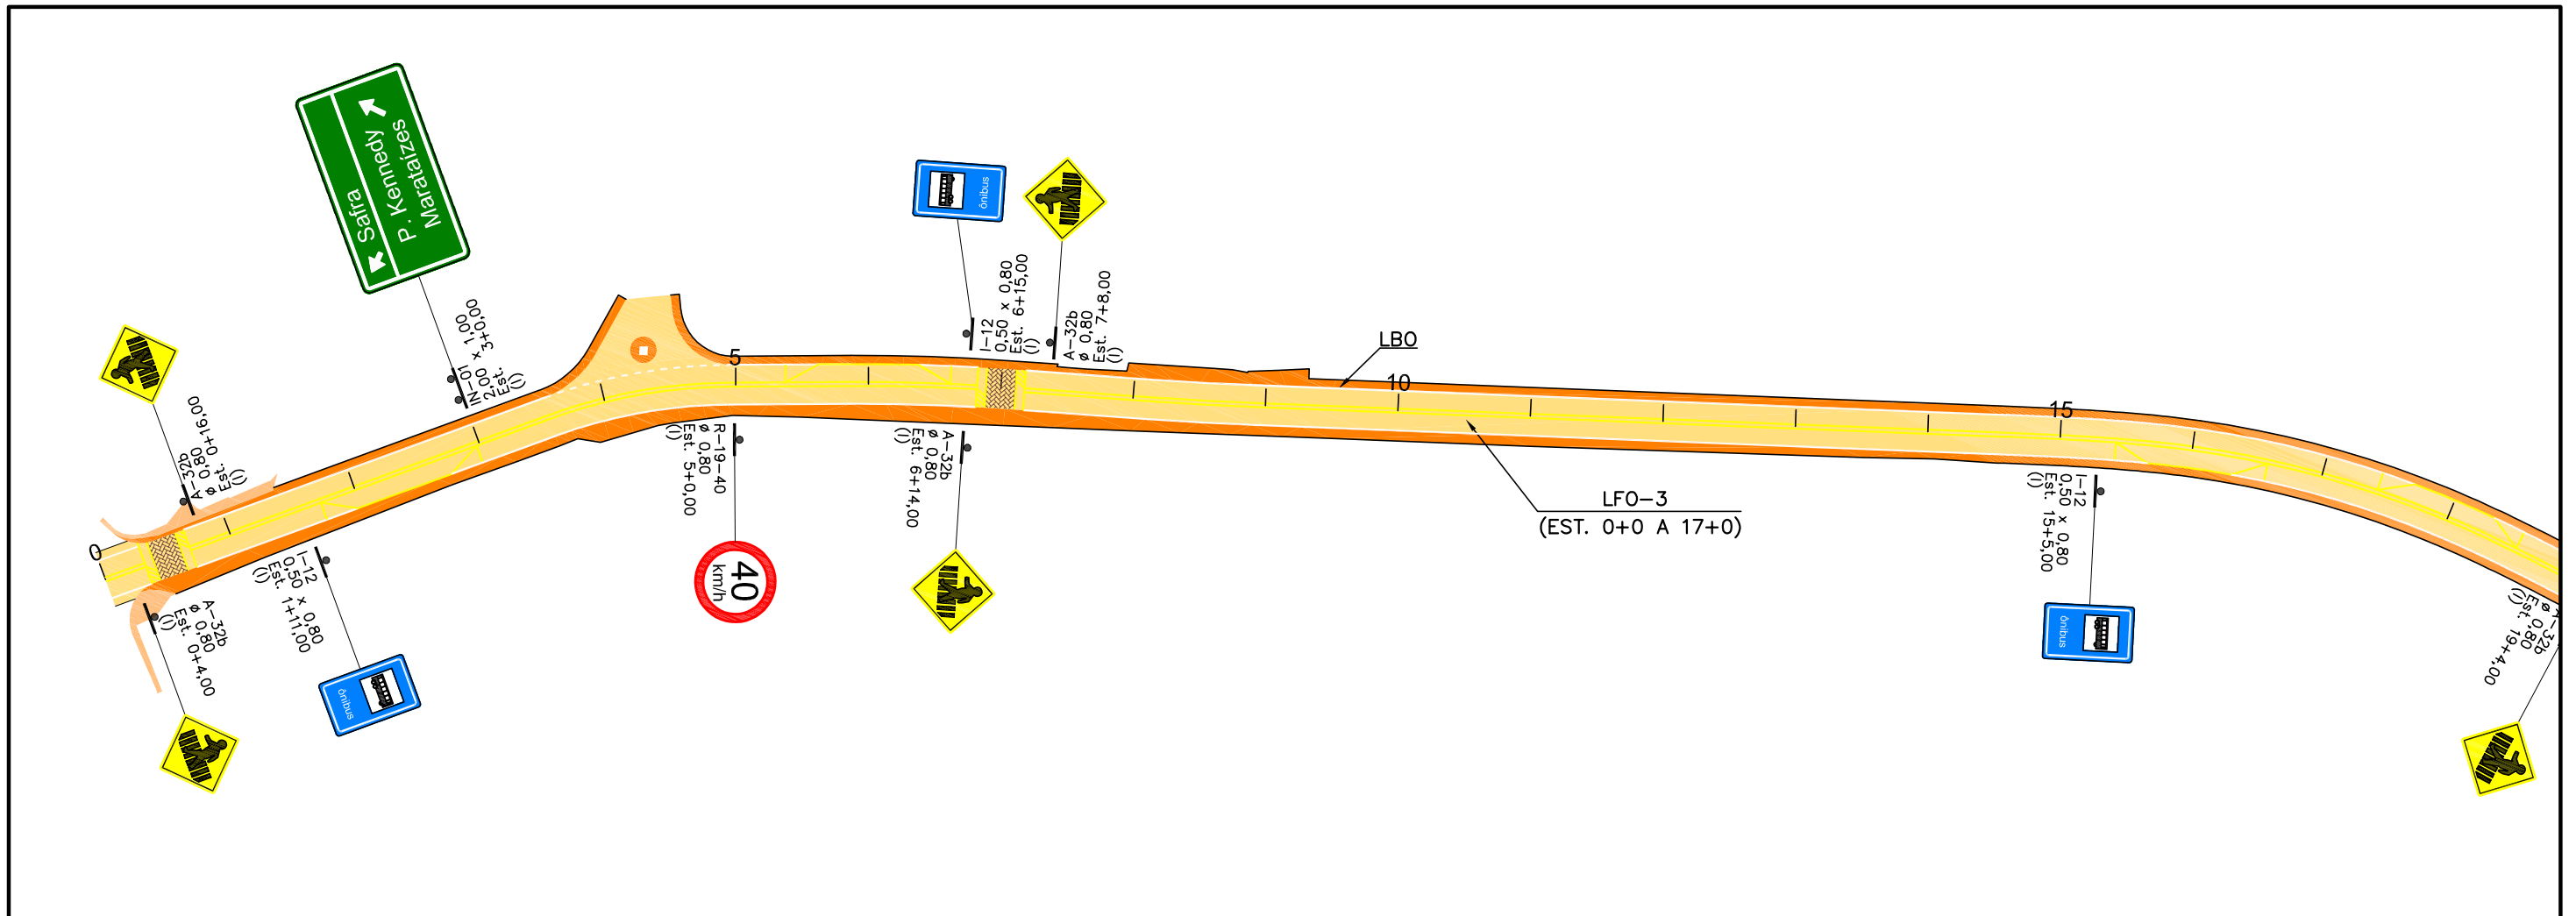 Safra
P. Kennedy
Marataízes
IN-01
2,00 x 1,00
Est. 3+0,00
(I)
A-32b
ø 0,80
Est. 0+16,00
(I)
0
A-32b
ø 0,80
Est. 0+4,00
(I)
I-12
0,50 x 0,80
Est. 1+11,00
(I)
ônibus
5
R-19-40
ø 0,80
Est. 5+0,00
(I)
40
km/h
ônibus
I-12
0,50 x 0,80
Est. 6+15,00
(I)
A-32b
ø 0,80
Est. 7+8,00
(I)
A-32b
ø 0,80
Est. 6+14,00
(I)
LBO
10
LFO-3
(EST. 0+0 A 17+0)
15
I-12
0,50 x 0,80
Est. 15+5,00
(I)
ônibus
A-32b
ø 0,80
Est. 19+4,00
(I)